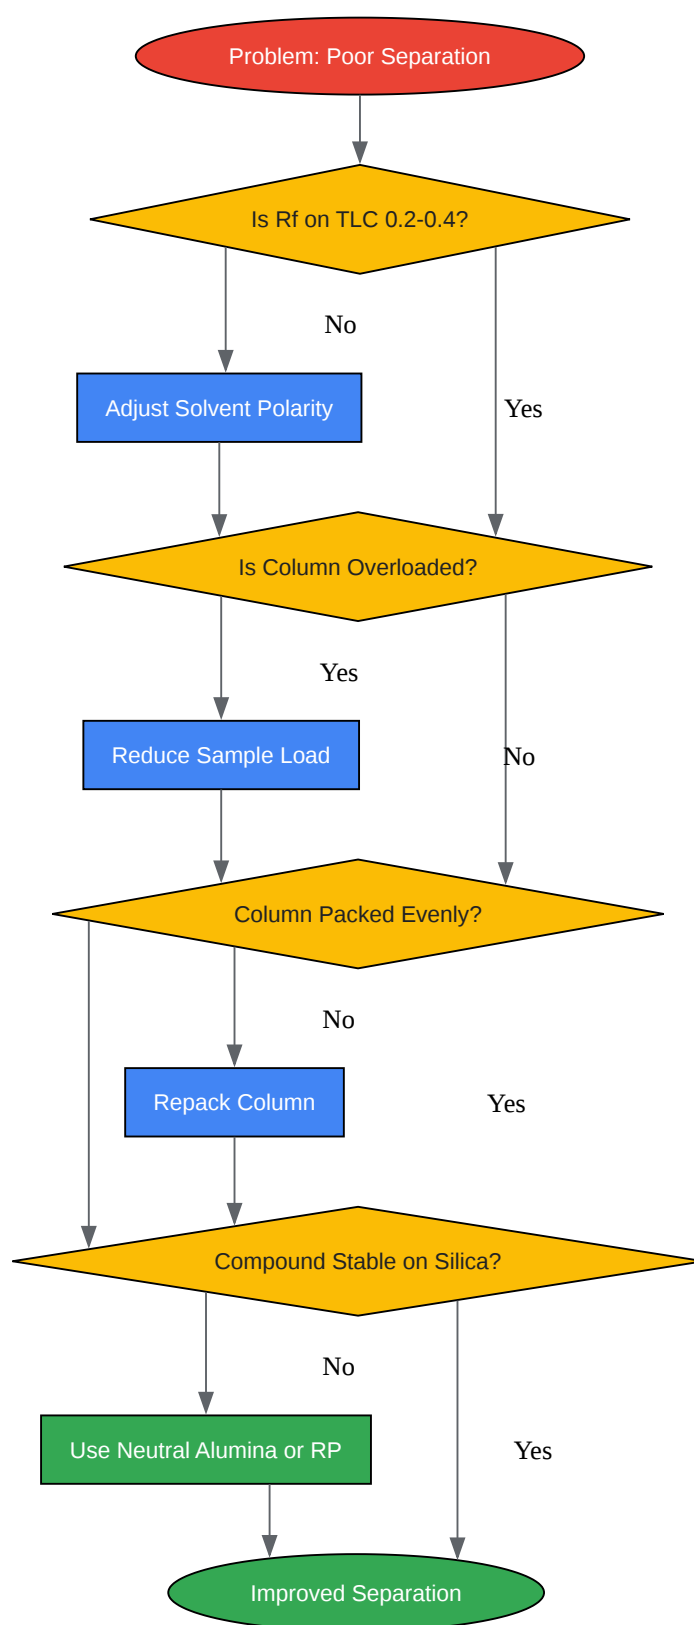 Problem: Poor Separation
Is Rf on TLC 0.2-0.4?
No
Adjust Solvent Polarity
Yes
Is Column Overloaded?
Yes
Reduce Sample Load
No
Column Packed Evenly?
No
Repack Column
Yes
Compound Stable on Silica?
No
Use Neutral Alumina or RP
Yes
Improved Separation